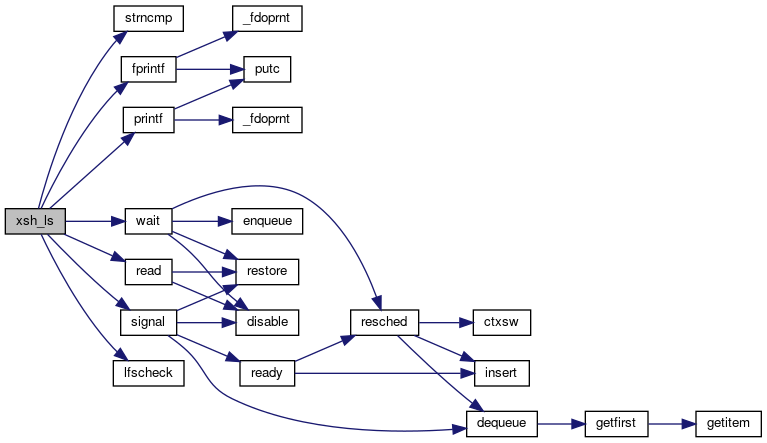 strncmp
_fdoprnt
fprintf
putc
printf
_fdoprnt
xsh_ls
wait
enqueue
read
restore
signal
disable
resched
ctxsw
lfscheck
ready
insert
dequeue
getfirst
getitem